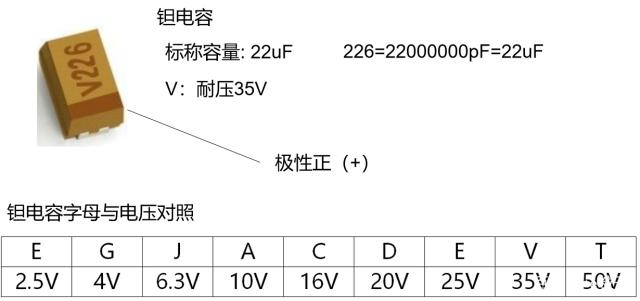 钽电容
标称容量: 22uF 226=22000000pF=22uF
V：耐压35V
V226
极性正（+）
钽电容字母与电压对照
E G J A C D E V T
2.5V 4V 6.3V 10V 16V 20V 25V 35V 50V